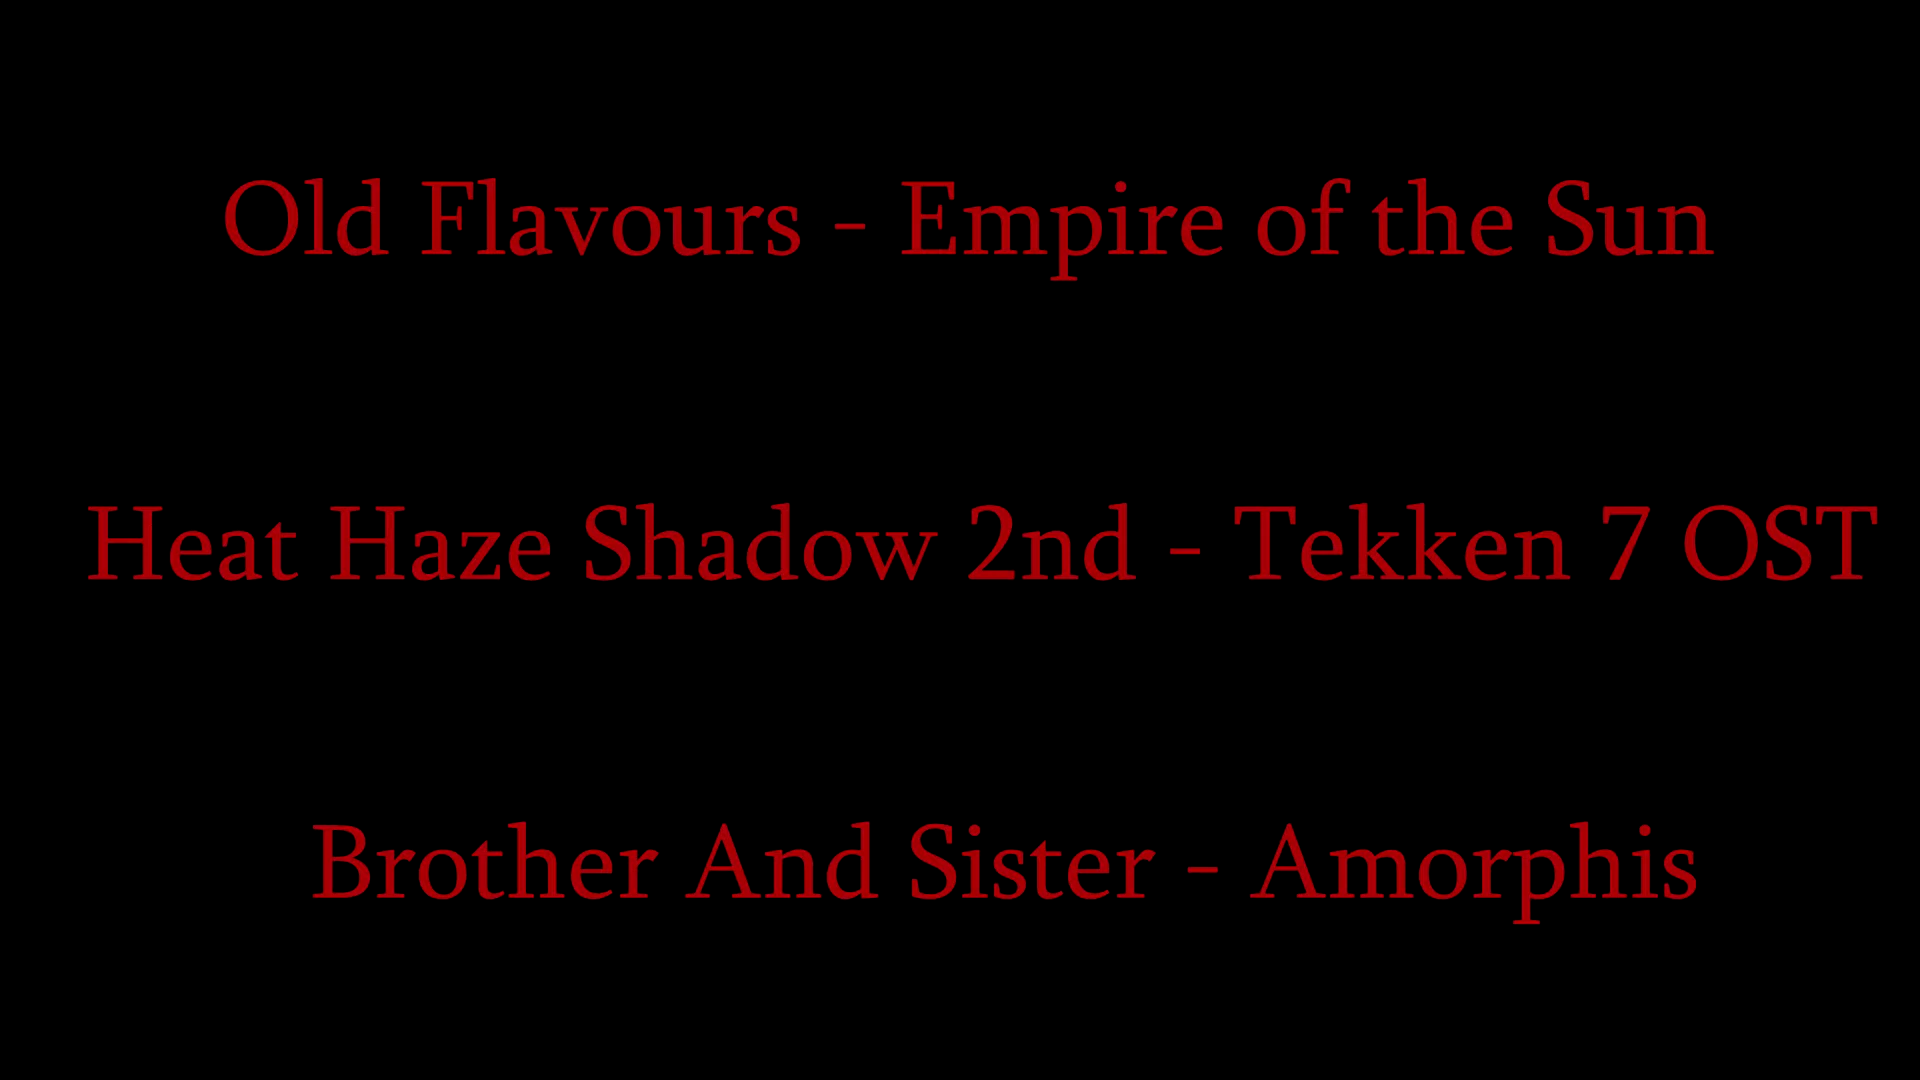 Old Flavours - Empire of the Sun
Heat Haze Shadow 2nd - Tekken 7 OST
Brother And Sister - Amorphis